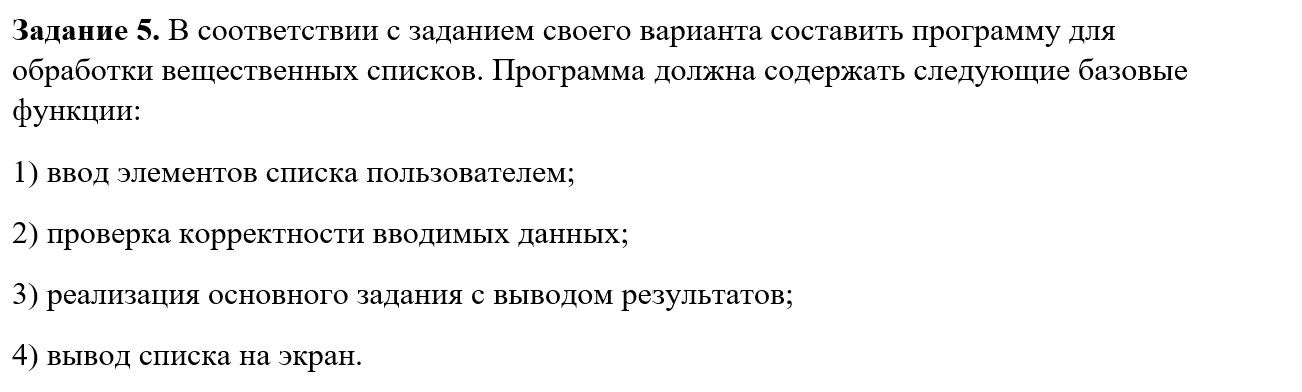 Задание 5. В соответствии с заданием своего варианта составить программу для
обработки вещественных списков. Программа должна содержать следующие базовые
функции:
1) ввод элементов списка пользователем;
2) проверка корректности вводимых данных;
3) реализация основного задания с выводом результатов;
4) вывод списка на экран.